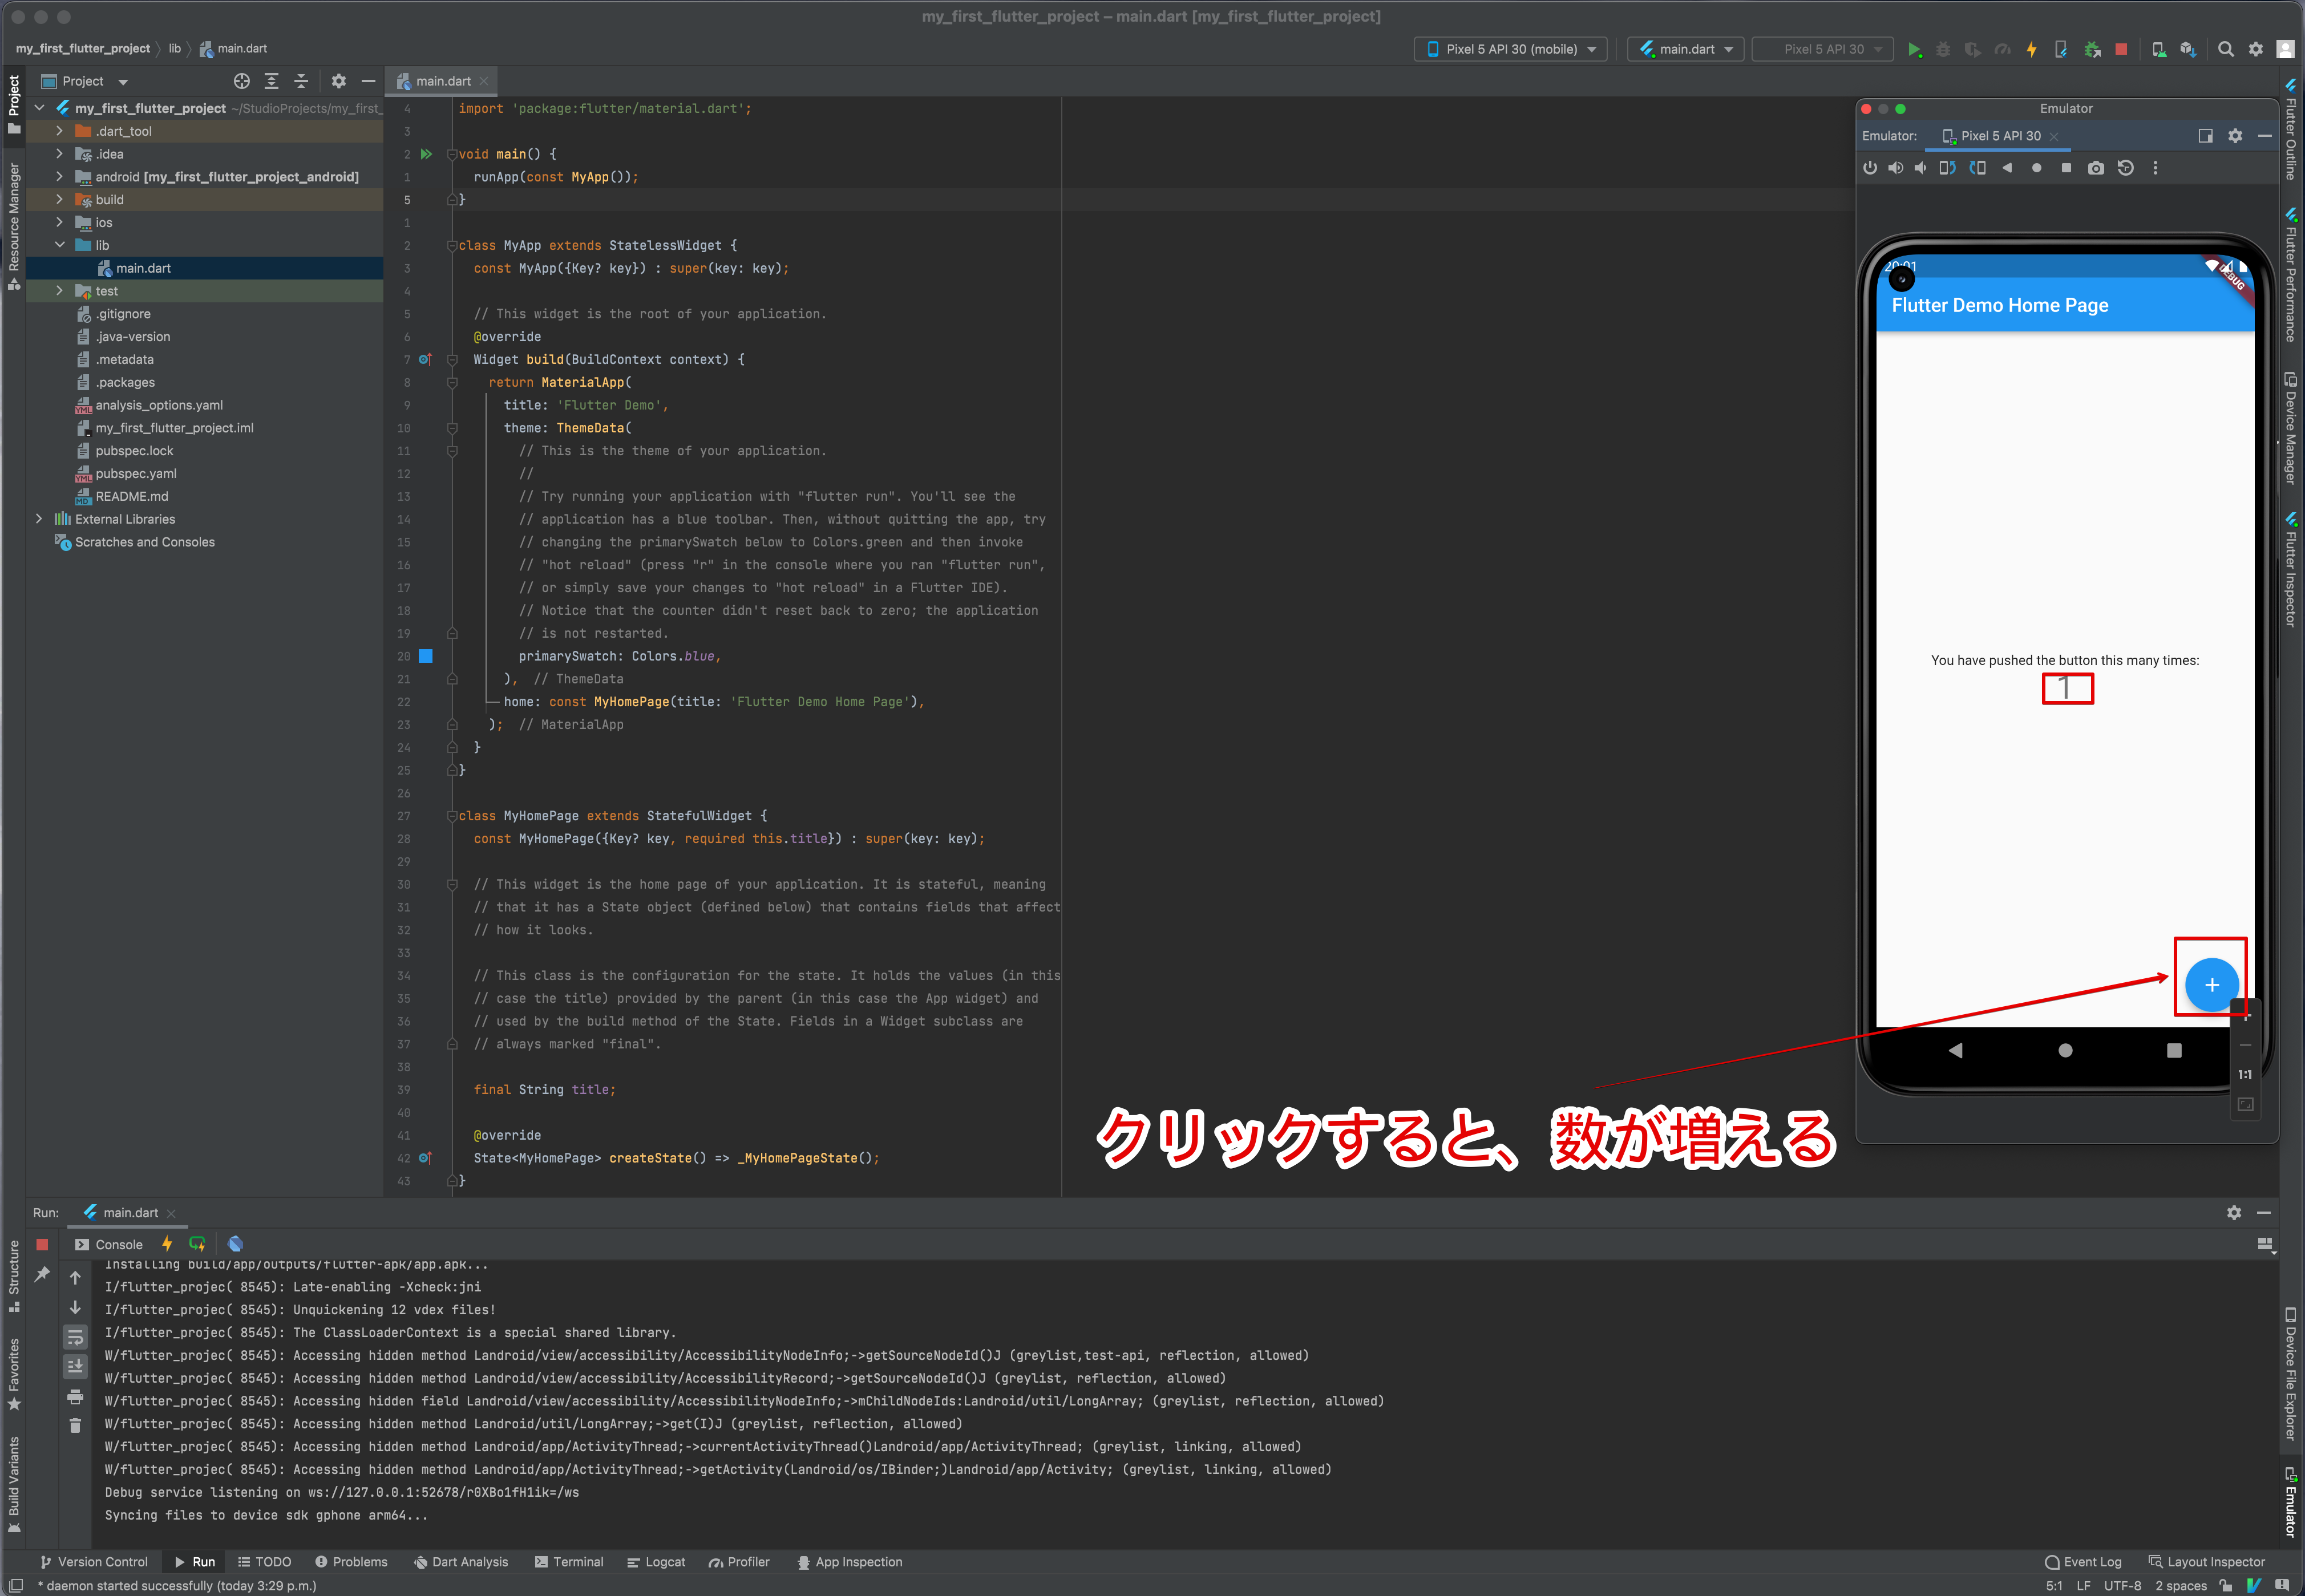 my_first_flutter_project – main.dart [my_first_flutter_project]
my_first_flutter_project lib main.dart
Pixel 5 API 30 (mobile)
main.dart
Pixel 5 API 30
Project
Resource Manager
Structure
Favorites
Build Variants
Project
my_first_flutter_project ~/StudioProjects/my_first_
.dart_tool
.idea
android [my_first_flutter_project_android]
build
ios
lib
main.dart
test
.gitignore
.java-version
.metadata
.packages
analysis_options.yaml
my_first_flutter_project.iml
pubspec.lock
pubspec.yaml
README.md
External Libraries
Scratches and Consoles
main.dart
4 import 'package:flutter/material.dart';
3
2 void main() {
1 runApp(const MyApp());
5 }
1
2 class MyApp extends StatelessWidget {
3 const MyApp({Key? key}) : super(key: key);
4
5 // This widget is the root of your application.
6 @override
7 Widget build(BuildContext context) {
8 return MaterialApp(
9 title: 'Flutter Demo',
10 theme: ThemeData(
11 // This is the theme of your application.
12 //
13 // Try running your application with "flutter run". You'll see the
14 // application has a blue toolbar. Then, without quitting the app, try
15 // changing the primarySwatch below to Colors.green and then invoke
16 // "hot reload" (press "r" in the console where you ran "flutter run",
17 // or simply save your changes to "hot reload" in a Flutter IDE).
18 // Notice that the counter didn't reset back to zero; the application
19 // is not restarted.
20 primarySwatch: Colors.blue,
21 ), // ThemeData
22 home: const MyHomePage(title: 'Flutter Demo Home Page'),
23 ); // MaterialApp
24 }
25 }
26
27 class MyHomePage extends StatefulWidget {
28 const MyHomePage({Key? key, required this.title}) : super(key: key);
29
30 // This widget is the home page of your application. It is stateful, meaning
31 // that it has a State object (defined below) that contains fields that affect
32 // how it looks.
33
34 // This class is the configuration for the state. It holds the values (in this
35 // case the title) provided by the parent (in this case the App widget) and
36 // used by the build method of the State. Fields in a Widget subclass are
37 // always marked "final".
38
39 final String title;
40
41 @override
42 State<MyHomePage> createState() => _MyHomePageState();
43 }
Emulator
Emulator: Pixel 5 API 30
20:01
DEBUG
Flutter Demo Home Page
You have pushed the button this many times:
1
+
1:1
クリックすると、数が増える
Flutter Outline
Flutter Performance
Device Manager
Flutter Inspector
Device File Explorer
Emulator
Run: main.dart
Console
Installing build/app/outputs/flutter-apk/app.apk...
I/flutter_projec( 8545): Late-enabling -Xcheck:jni
I/flutter_projec( 8545): Unquickening 12 vdex files!
I/flutter_projec( 8545): The ClassLoaderContext is a special shared library.
W/flutter_projec( 8545): Accessing hidden method Landroid/view/accessibility/AccessibilityNodeInfo;->getSourceNodeId()J (greylist,test-api, reflection, allowed)
W/flutter_projec( 8545): Accessing hidden method Landroid/view/accessibility/AccessibilityRecord;->getSourceNodeId()J (greylist, reflection, allowed)
W/flutter_projec( 8545): Accessing hidden field Landroid/view/accessibility/AccessibilityNodeInfo;->mChildNodeIds:Landroid/util/LongArray; (greylist, reflection, allowed)
W/flutter_projec( 8545): Accessing hidden method Landroid/util/LongArray;->get(I)J (greylist, reflection, allowed)
W/flutter_projec( 8545): Accessing hidden method Landroid/app/ActivityThread;->currentActivityThread()Landroid/app/ActivityThread; (greylist, linking, allowed)
W/flutter_projec( 8545): Accessing hidden method Landroid/app/ActivityThread;->getActivity(Landroid/os/IBinder;)Landroid/app/Activity; (greylist, linking, allowed)
Debug service listening on ws://127.0.0.1:52678/r0XBo1fH1ik=/ws
Syncing files to device sdk gphone arm64...
Version Control Run TODO Problems Dart Analysis Terminal Logcat Profiler App Inspection Event Log Layout Inspector
* daemon started successfully (today 3:29 p.m.) 5:1 LF UTF-8 2 spaces